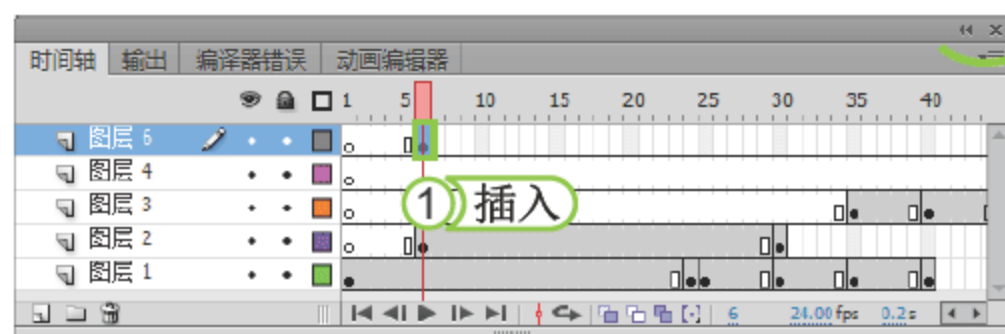 时间轴 输出 编译器错误 动画编辑器
1 5 10 15 20 25 30 35 40
图层 6
图层 4
图层 3
① 插入
图层 2
图层 1
6 24.00 fps 0.2 s